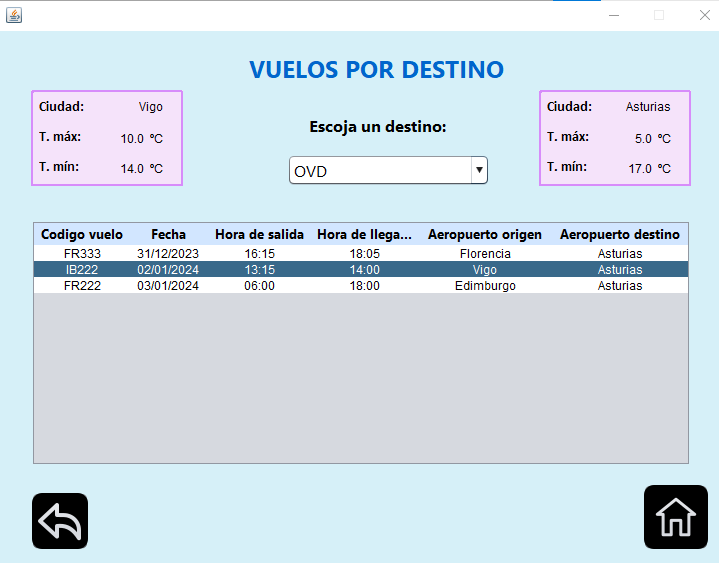 VUELOS POR DESTINO
Ciudad: Vigo
T. máx: 10.0 ºC
T. mín: 14.0 ºC
Escoja un destino:
OVD
Ciudad: Asturias
T. máx: 5.0 ºC
T. mín: 17.0 ºC
Codigo vuelo Fecha Hora de salida Hora de llega... Aeropuerto origen Aeropuerto destino
FR333 31/12/2023 16:15 18:05 Florencia Asturias
IB222 02/01/2024 13:15 14:00 Vigo Asturias
FR222 03/01/2024 06:00 18:00 Edimburgo Asturias